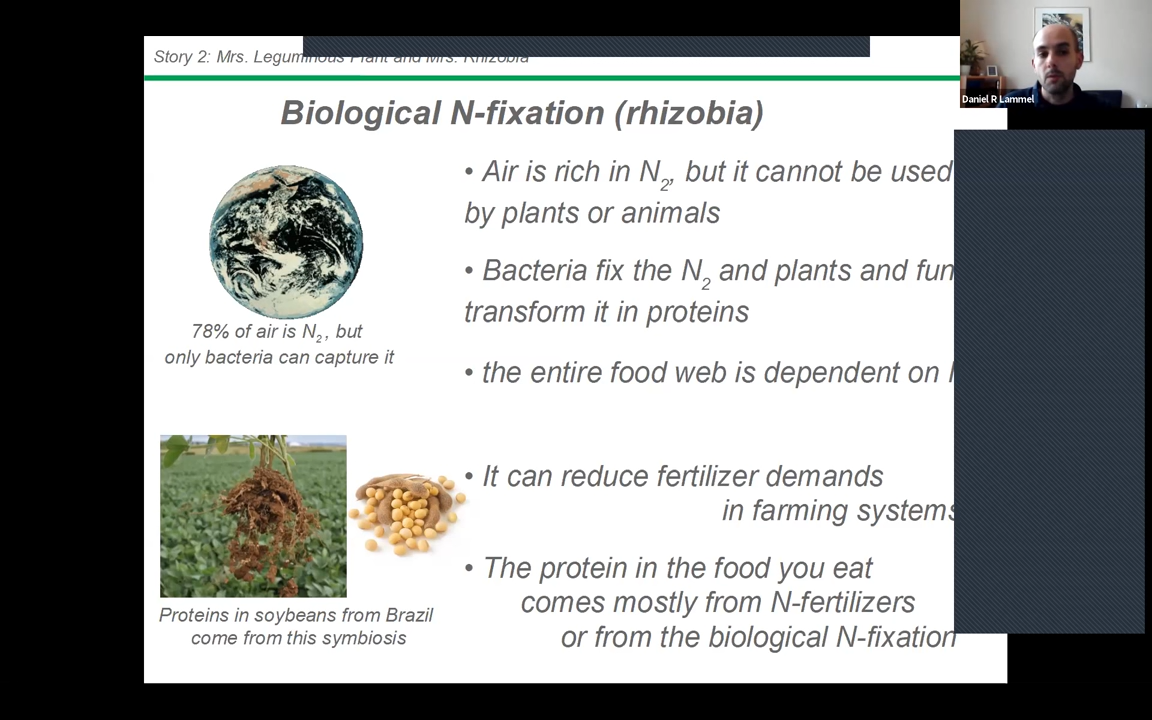 Story 2: Mrs. Leguminous Plant and Mrs. Rhizobia
Daniel R Lammel
Biological N-fixation (rhizobia)
• Air is rich in N2, but it cannot be used
by plants or animals
• Bacteria fix the N2 and plants and
transform it in proteins
78% of air is N2, but
only bacteria can capture it
• the entire food web is dependent on
• It can reduce fertilizer demands
in farming systems
• The protein in the food you eat
comes mostly from N-fertilizers
or from the biological N-fixation
Proteins in soybeans from Brazil
come from this symbiosis